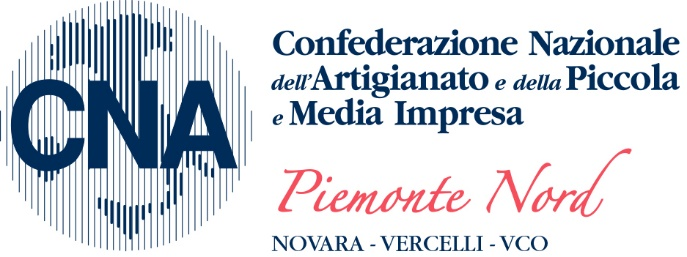 CNA
Confederazione Nazionale
dell'Artigianato e della Piccola
e Media Impresa
Piemonte Nord
NOVARA - VERCELLI - VCO